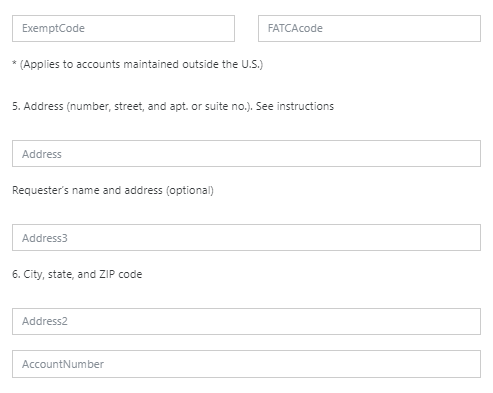 ExemptCode FATCAcode
* (Applies to accounts maintained outside the U.S.)
5. Address (number, street, and apt. or suite no.). See instructions
Address
Requester's name and address (optional)
Address3
6. City, state, and ZIP code
Address2
AccountNumber